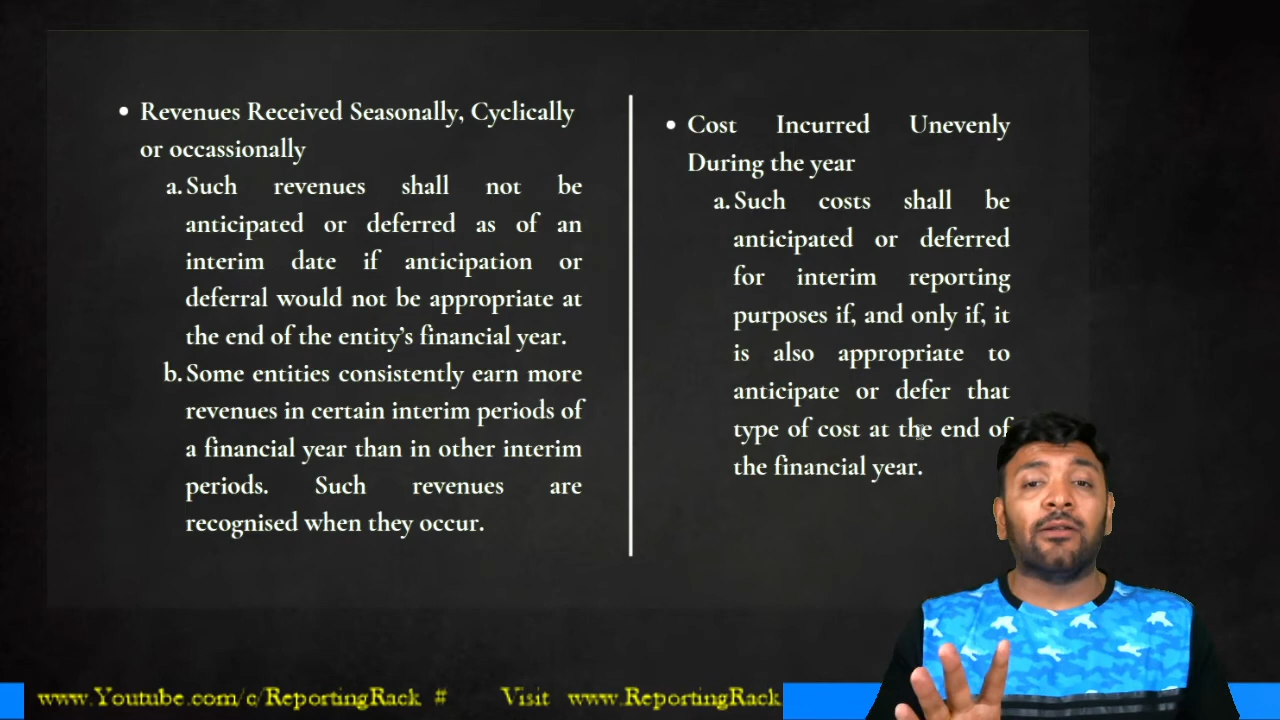 • Revenues Received Seasonally, Cyclically
or occassionally
a. Such revenues shall not be
anticipated or deferred as of an
interim date if anticipation or
deferral would not be appropriate at
the end of the entity's financial year.
b. Some entities consistently earn more
revenues in certain interim periods of
a financial year than in other interim
periods. Such revenues are
recognised when they occur.
• Cost Incurred Unevenly
During the year
a. Such costs shall be
anticipated or deferred
for interim reporting
purposes if, and only if, it
is also appropriate to
anticipate or defer that
type of cost at the end of
the financial year.
www.Youtube.com/c/ReportingRack # Visit www.ReportingRack